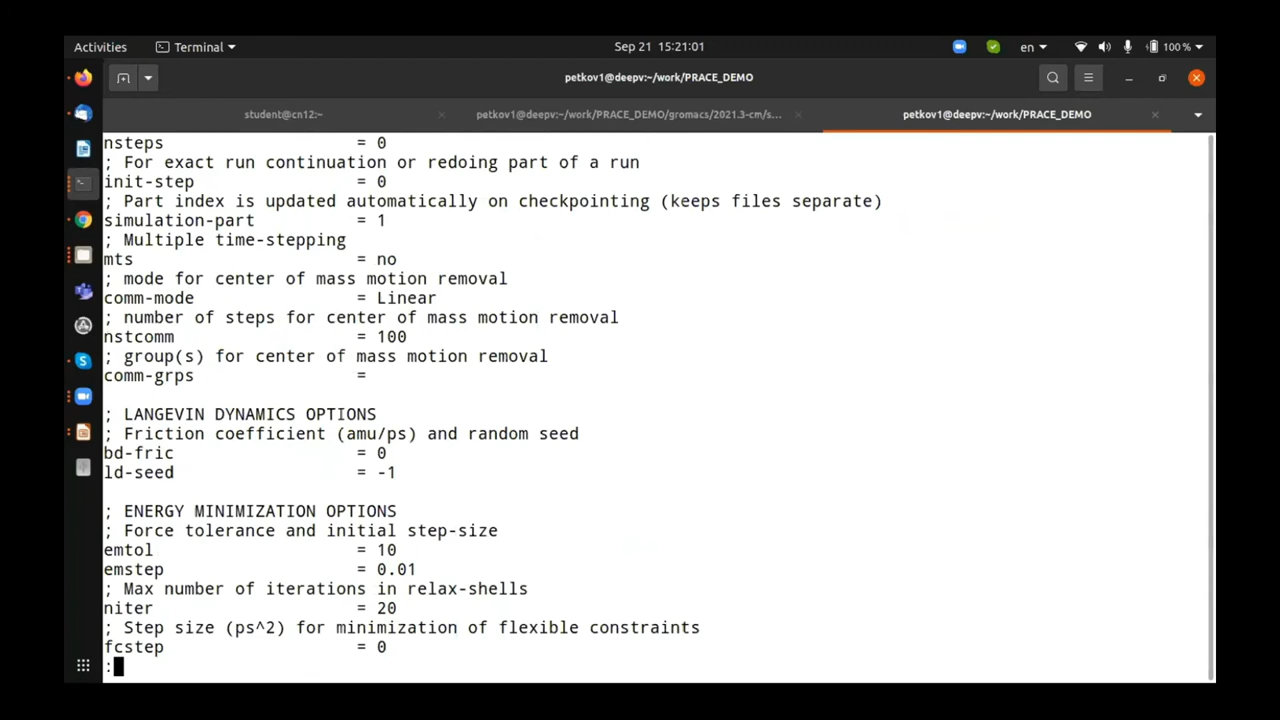 Activities
Terminal
Sep 21 15:21:01
en
100 %
petkov1@deepv:~/work/PRACE_DEMO
student@cn12:~
petkov1@deepv:~/work/PRACE_DEMO/gromacs/2021.3-cm/s...
petkov1@deepv:~/work/PRACE_DEMO
nsteps = 0
; For exact run continuation or redoing part of a run
init-step = 0
; Part index is updated automatically on checkpointing (keeps files separate)
simulation-part = 1
; Multiple time-stepping
mts = no
; mode for center of mass motion removal
comm-mode = Linear
; number of steps for center of mass motion removal
nstcomm = 100
; group(s) for center of mass motion removal
comm-grps =
; LANGEVIN DYNAMICS OPTIONS
; Friction coefficient (amu/ps) and random seed
bd-fric = 0
ld-seed = -1
; ENERGY MINIMIZATION OPTIONS
; Force tolerance and initial step-size
emtol = 10
emstep = 0.01
; Max number of iterations in relax-shells
niter = 20
; Step size (ps^2) for minimization of flexible constraints
fcstep = 0
: